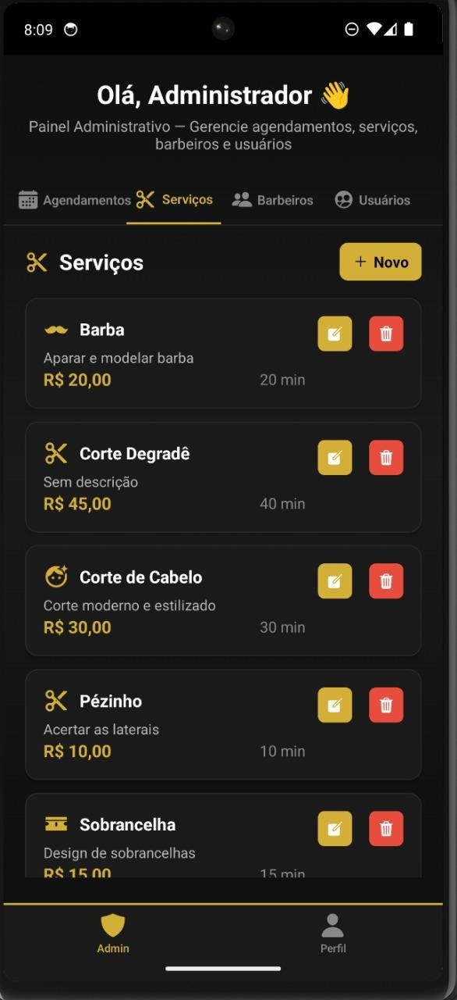 8:09
Olá, Administrador 👋
Painel Administrativo — Gerencie agendamentos, serviços,
barbeiros e usuários
Agendamentos Serviços Barbeiros Usuários
Serviços + Novo
Barba
Aparar e modelar barba
R$ 20,00 20 min
Corte Degradê
Sem descrição
R$ 45,00 40 min
Corte de Cabelo
Corte moderno e estilizado
R$ 30,00 30 min
Pézinho
Acertar as laterais
R$ 10,00 10 min
Sobrancelha
Design de sobrancelhas
R$ 15,00 15 min
Admin Perfil